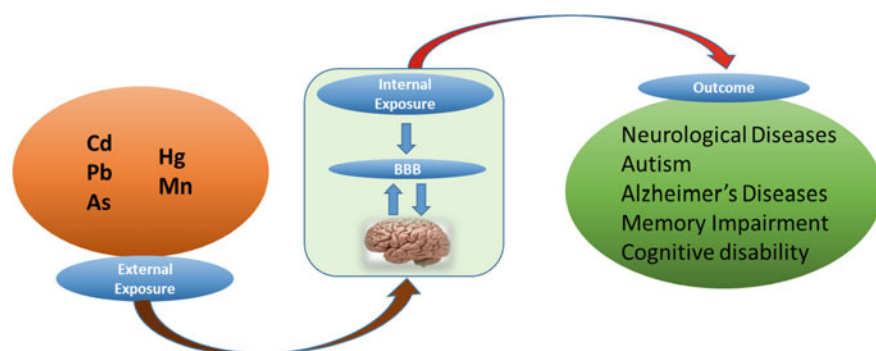 Cd
Pb
As
Hg
Mn
External
Exposure
Internal
Exposure
BBB
Outcome
Neurological Diseases
Autism
Alzheimer's Diseases
Memory Impairment
Cognitive disability